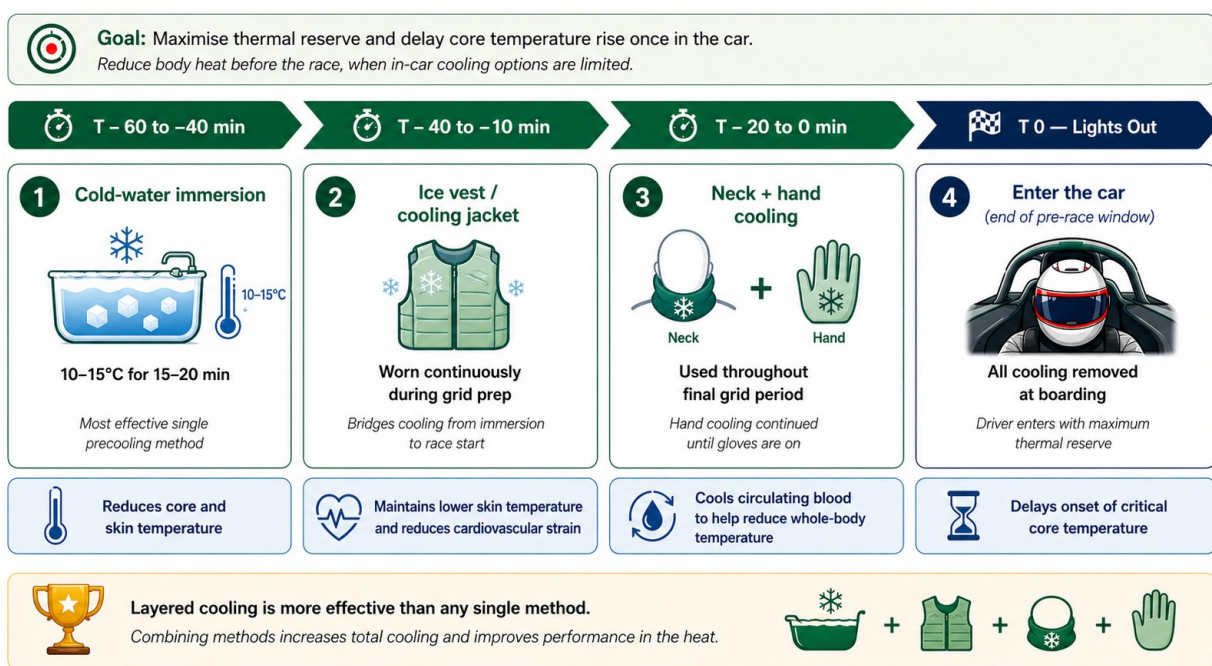 Goal: Maximise thermal reserve and delay core temperature rise once in the car.
Reduce body heat before the race, when in-car cooling options are limited.
T – 60 to –40 min
T – 40 to –10 min
T – 20 to 0 min
T 0 — Lights Out
1
Cold-water immersion
10–15°C
10–15°C for 15–20 min
Most effective single
precooling method
2
Ice vest /
cooling jacket
Worn continuously
during grid prep
Bridges cooling from immersion
to race start
3
Neck + hand
cooling
+
Neck
Hand
Used throughout
final grid period
Hand cooling continued
until gloves are on
4
Enter the car
(end of pre-race window)
All cooling removed
at boarding
Driver enters with maximum
thermal reserve
Reduces core and
skin temperature
Maintains lower skin temperature
and reduces cardiovascular strain
Cools circulating blood
to help reduce whole-body
temperature
Delays onset of critical
core temperature
Layered cooling is more effective than any single method.
Combining methods increases total cooling and improves performance in the heat.
+ + +